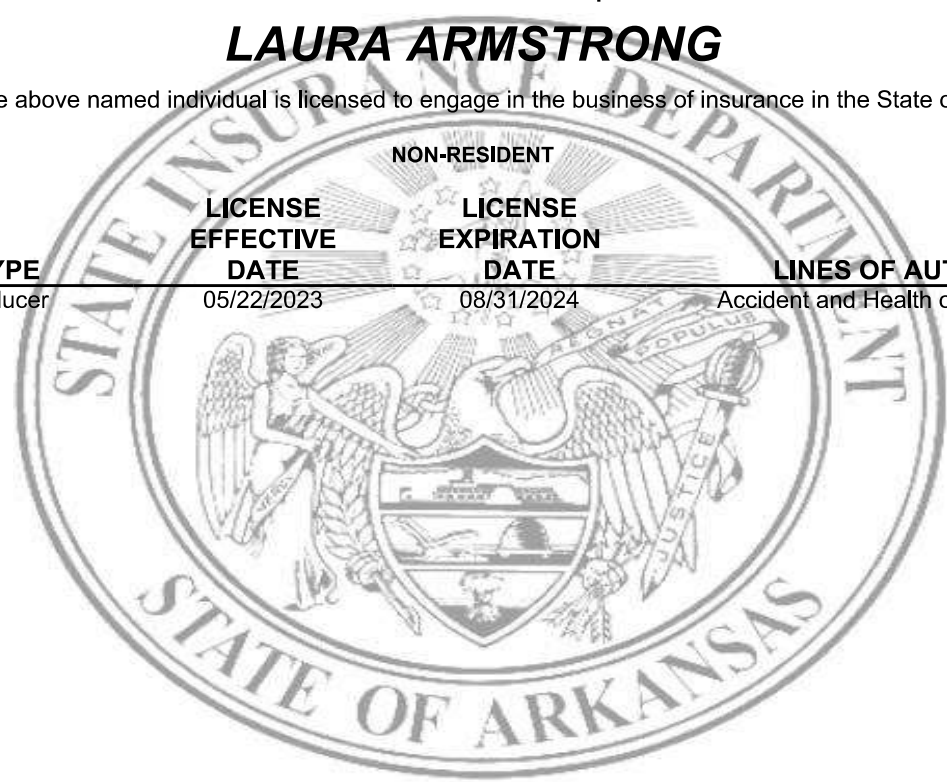 LAURA ARMSTRONG
e above named individual is licensed to engage in the business of insurance in the State o
NON-RESIDENT
LICENSE EFFECTIVE DATE
LICENSE EXPIRATION DATE
YPE
LINES OF AUT
ucer
05/22/2023
08/31/2024
Accident and Health o
STATE INSURANCE DEPARTMENT
REGNAT POPULUS
JUSTICE
STATE OF ARKANSAS